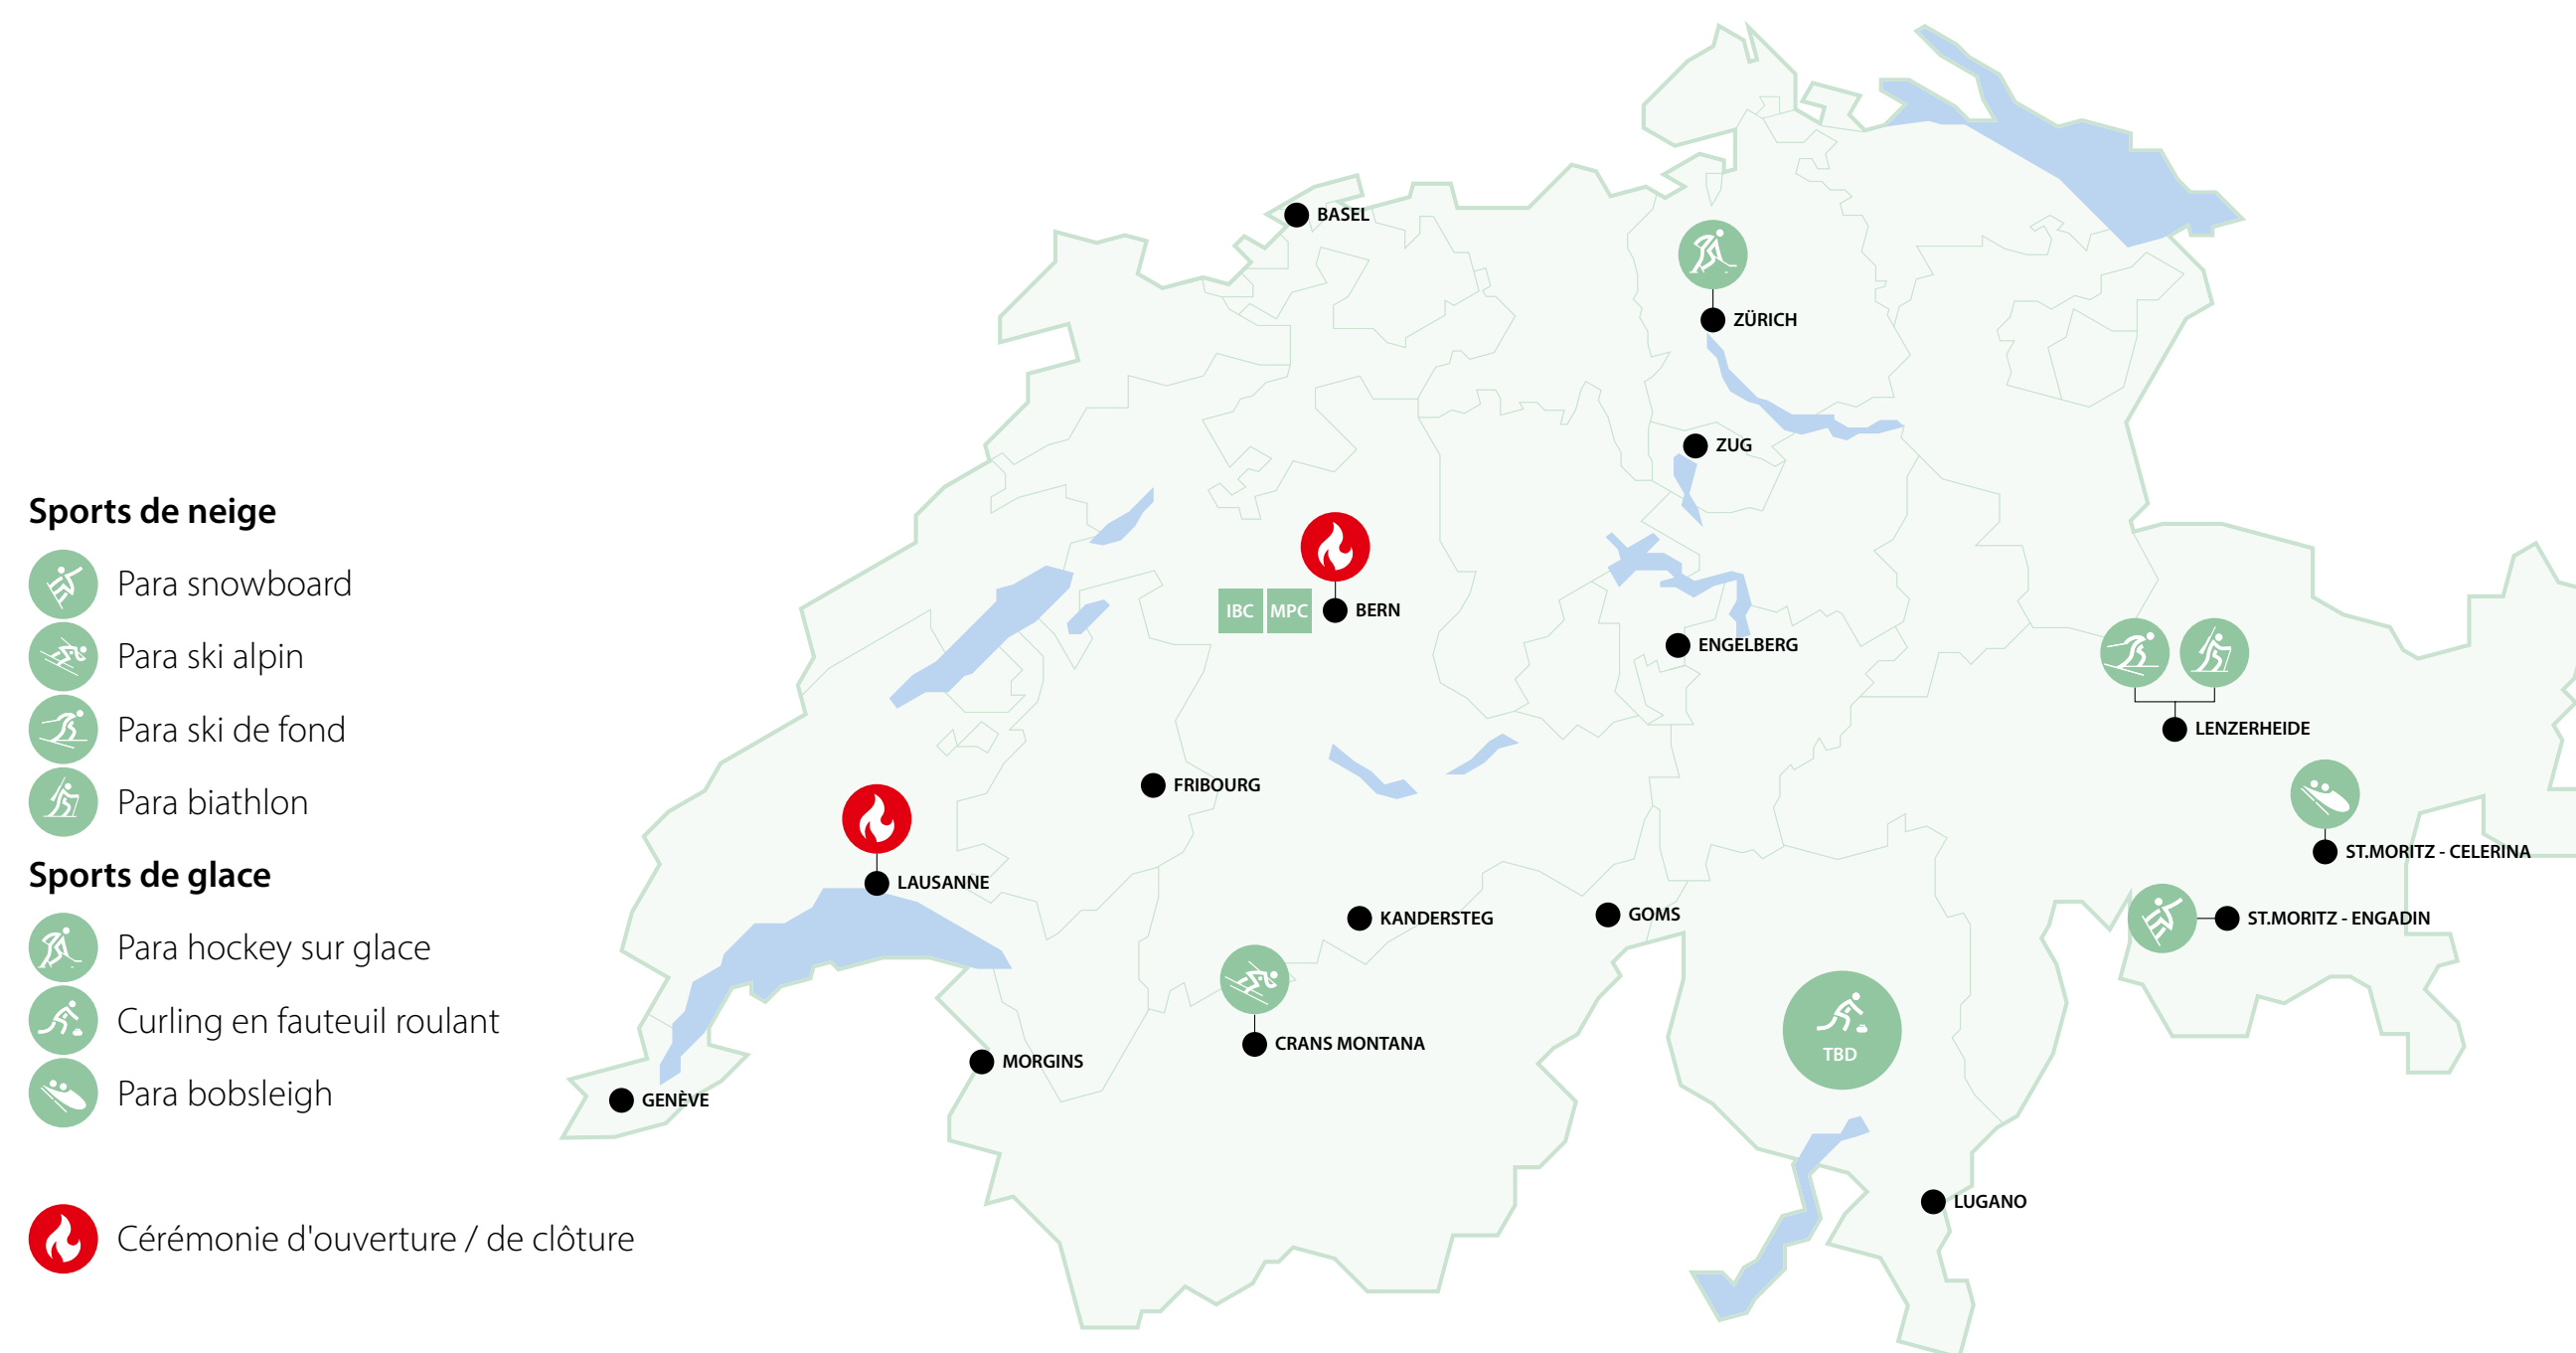 Sports de neige
Para snowboard
Para ski alpin
Para ski de fond
Para biathlon
Sports de glace
Para hockey sur glace
Curling en fauteuil roulant
Para bobsleigh
Cérémonie d'ouverture / de clôture
BASEL
ZÜRICH
ZUG
IBC MPC BERN
ENGELBERG
LENZERHEIDE
FRIBOURG
ST.MORITZ - CELERINA
LAUSANNE
KANDERSTEG
GOMS
ST.MORITZ - ENGADIN
CRANS MONTANA
TBD
MORGINS
GENÈVE
LUGANO